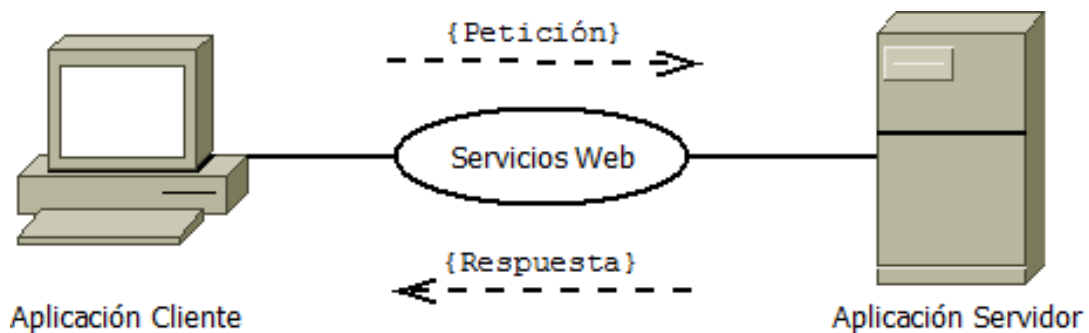 {Petición}
Servicios Web
{Respuesta}
Aplicación Cliente
Aplicación Servidor